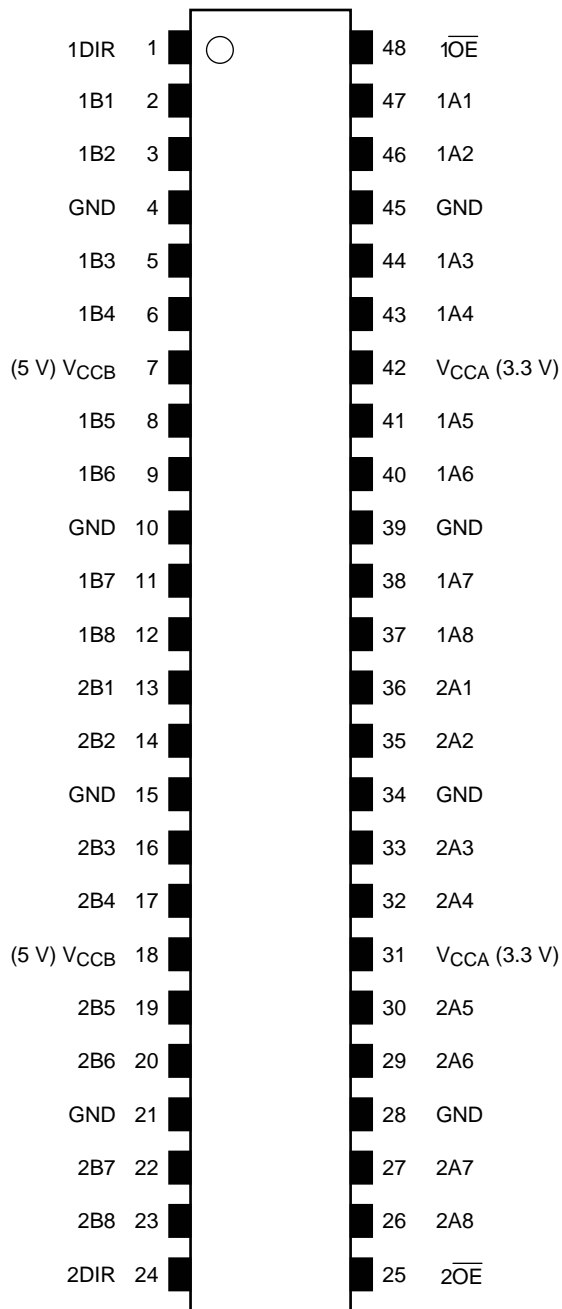 1DIR 1 48 1O̅E̅
1B1 2 47 1A1
1B2 3 46 1A2
GND 4 45 GND
1B3 5 44 1A3
1B4 6 43 1A4
(5 V) VCCB 7 42 VCCA (3.3 V)
1B5 8 41 1A5
1B6 9 40 1A6
GND 10 39 GND
1B7 11 38 1A7
1B8 12 37 1A8
2B1 13 36 2A1
2B2 14 35 2A2
GND 15 34 GND
2B3 16 33 2A3
2B4 17 32 2A4
(5 V) VCCB 18 31 VCCA (3.3 V)
2B5 19 30 2A5
2B6 20 29 2A6
GND 21 28 GND
2B7 22 27 2A7
2B8 23 26 2A8
2DIR 24 25 2O̅E̅